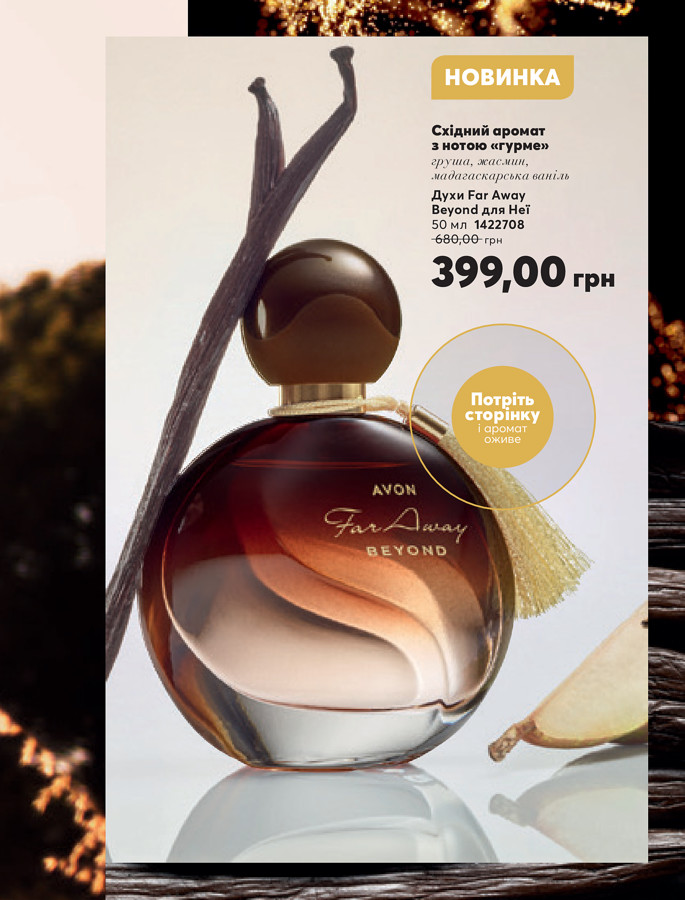 НОВИНКА
Східний аромат
з нотою «гурме»
груша, жасмин,
мадагаскарська ваніль
Духи Far Away
Beyond для Неї
50 мл 1422708
680,00 грн
399,00 грн
Потріть
сторінку
і аромат
оживе
AVON
Far Away
BEYOND